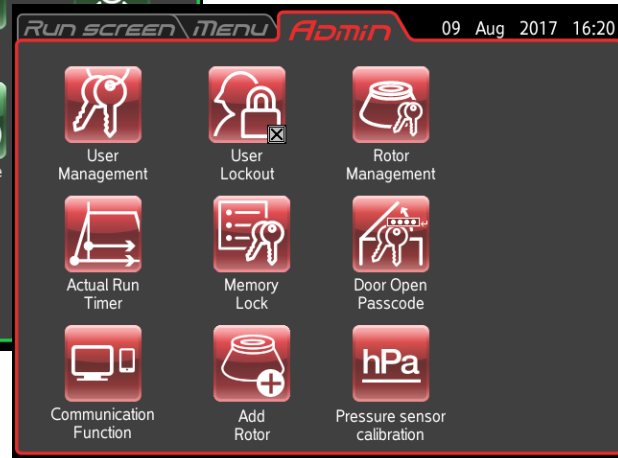 Run screen Menu Admin 09 Aug 2017 16:20
User
Management
User
Lockout
Rotor
Management
Actual Run
Timer
Memory
Lock
Door Open
Passcode
hPa
Communication
Function
Add
Rotor
Pressure sensor
calibration